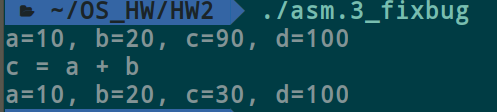 ~/OS_HW/HW2 ./asm.3_fixbug
a=10, b=20, c=90, d=100
c = a + b
a=10, b=20, c=30, d=100